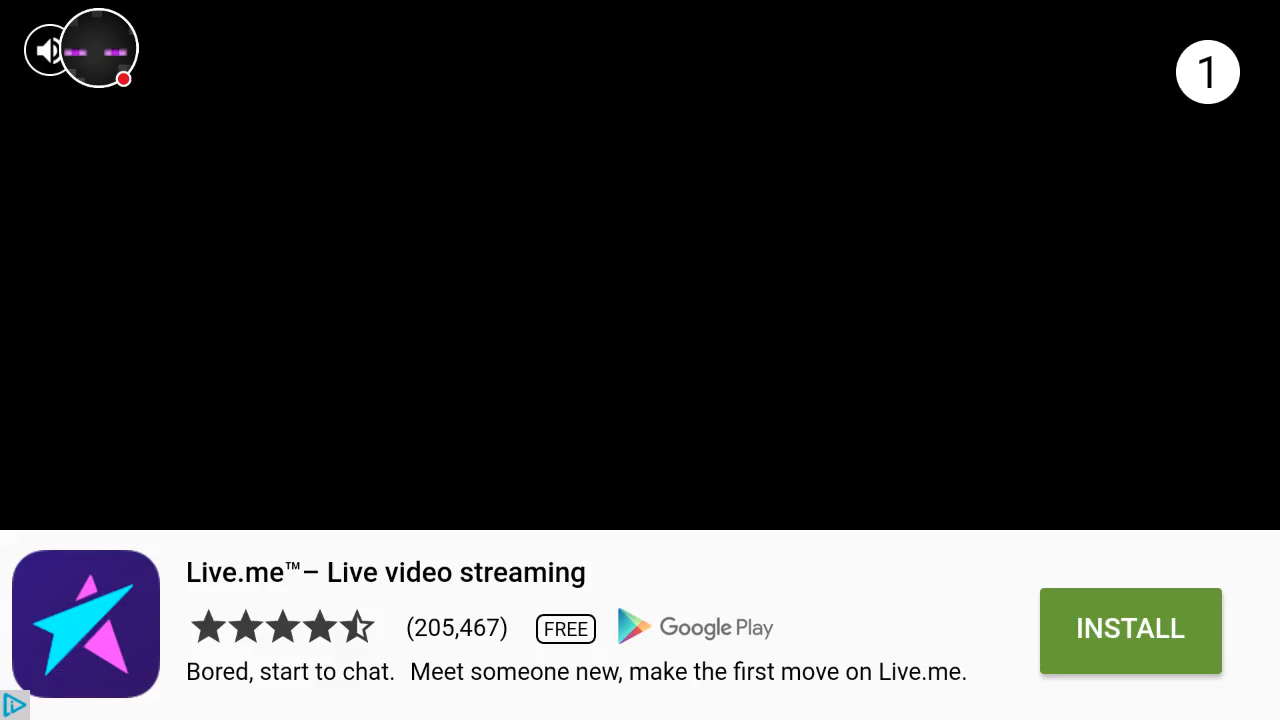 1
Live.me™– Live video streaming
(205,467) FREE Google Play
Bored, start to chat. Meet someone new, make the first move on Live.me.
INSTALL